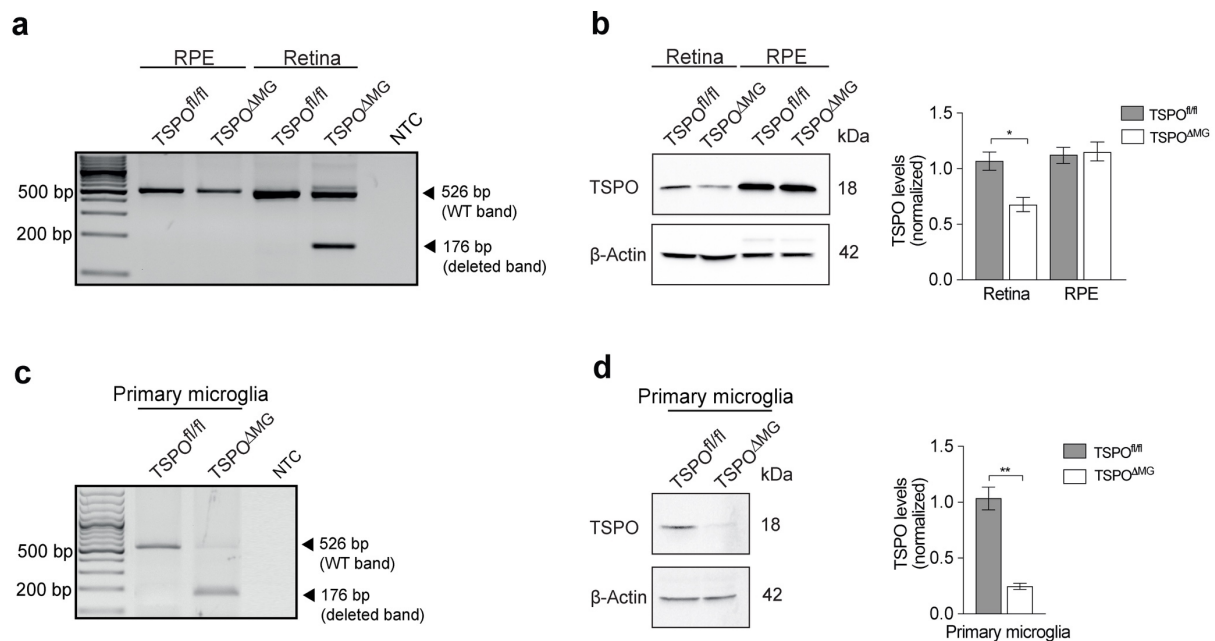 a
RPE Retina
TSPOfl/fl TSPOΔMG TSPOfl/fl TSPOΔMG NTC
500 bp
200 bp
526 bp
(WT band)
176 bp
(deleted band)
b
Retina RPE
TSPOfl/fl TSPOΔMG TSPOfl/fl TSPOΔMG kDa
TSPO 18
β-Actin 42
TSPO levels
(normalized)
1.5
1.0
0.5
0.0
*
Retina RPE
TSPOfl/fl
TSPOΔMG
c
Primary microglia
TSPOfl/fl TSPOΔMG NTC
500 bp
200 bp
526 bp
(WT band)
176 bp
(deleted band)
d
Primary microglia
TSPOfl/fl TSPOΔMG kDa
TSPO 18
β-Actin 42
TSPO levels
(normalized)
1.5
1.0
0.5
0.0
**
Primary microglia
TSPOfl/fl
TSPOΔMG